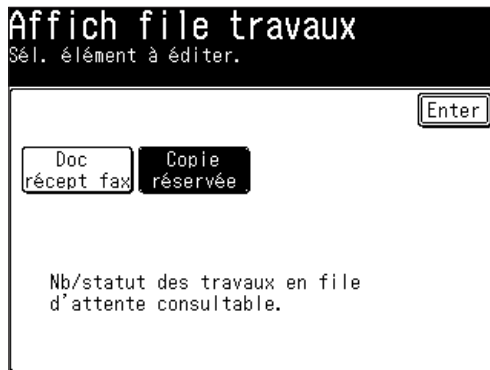 Affich file travaux
Sél. élément à éditer.
Enter
Doc
récept fax
Copie
réservée
Nb/statut des travaux en file
d'attente consultable.